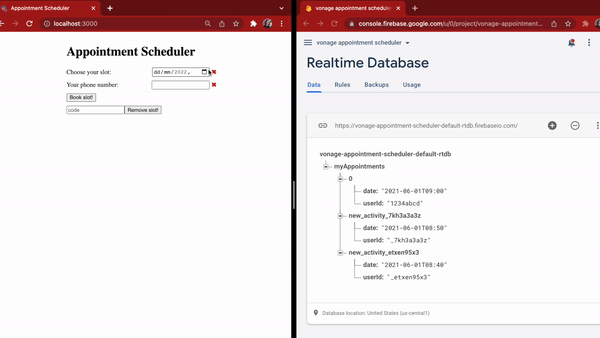 Appointment Scheduler
localhost:3000
Appointment Scheduler
Choose your slot:
dd/mm/2022,
Your phone number:
Book slot!
code
Remove slot!
vonage appointment scheduler
console.firebase.google.com/u/0/project/vonage-appointment...
vonage appointment scheduler
Realtime Database
Data Rules Backups Usage
https://vonage-appointment-scheduler-default-rtdb.firebaseio.com/
vonage-appointment-scheduler-default-rtdb
myAppointments
0
date: "2021-06-01T09:00"
userId: "1234abcd"
new_activity_7kh3a3a3z
date: "2021-06-01T08:50"
userId: "_7kh3a3a3z"
new_activity_etxen95x3
date: "2021-06-01T08:40"
userId: "_etxen95x3"
Database location: United States (us-central1)